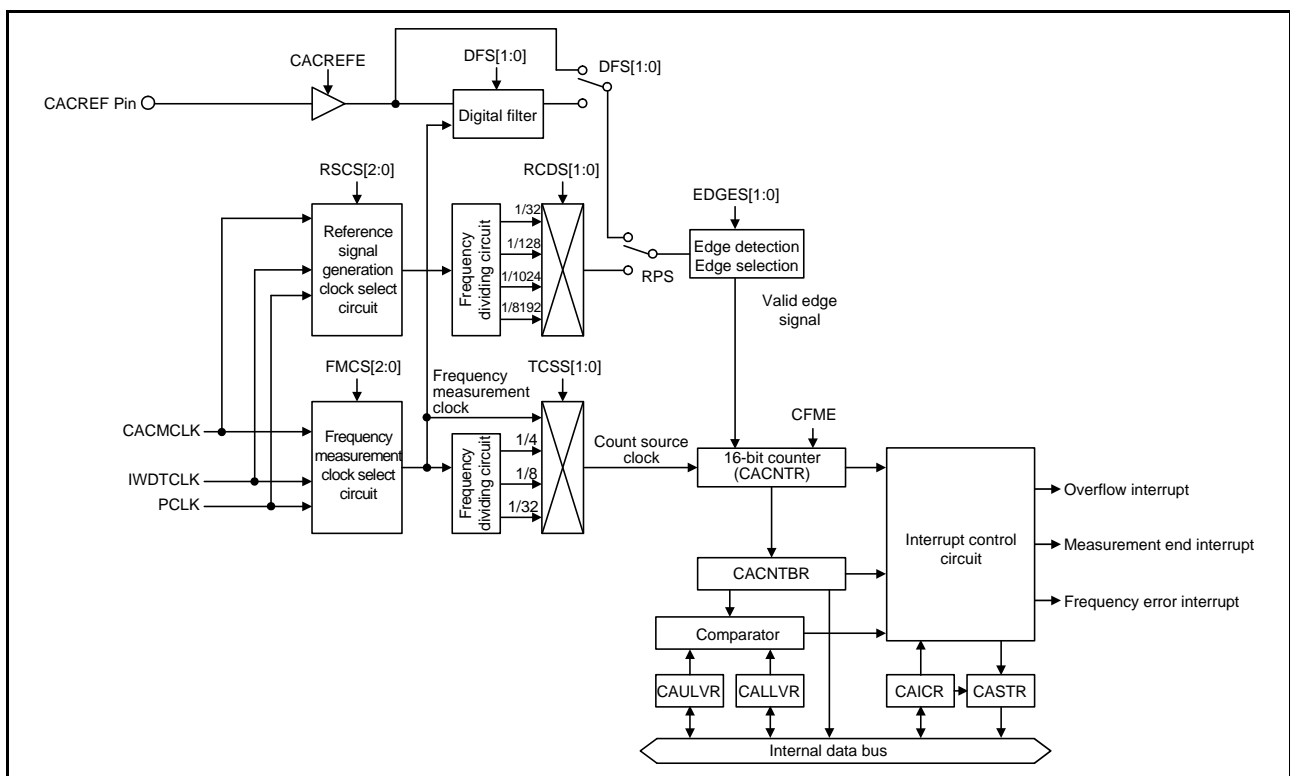 CACREFE
DFS[1:0]
DFS[1:0]
CACREF Pin
Digital filter
RSCS[2:0]
RCDS[1:0]
EDGES[1:0]
Reference
signal
generation
clock select
circuit
Frequency
dividing circuit
1/32
1/128
1/1024
1/8192
Edge detection
Edge selection
RPS
Valid edge
signal
FMCS[2:0]
Frequency
measurement
clock
TCSS[1:0]
CFME
CACMCLK
IWDTCLK
PCLK
Frequency
measurement
clock select
circuit
Frequency
dividing circuit
1/4
1/8
1/32
Count source
clock
16-bit counter
(CACNTR)
Interrupt control
circuit
Overflow interrupt
Measurement end interrupt
Frequency error interrupt
CACNTBR
Comparator
CAULVR
CALLVR
CAICR
CASTR
Internal data bus